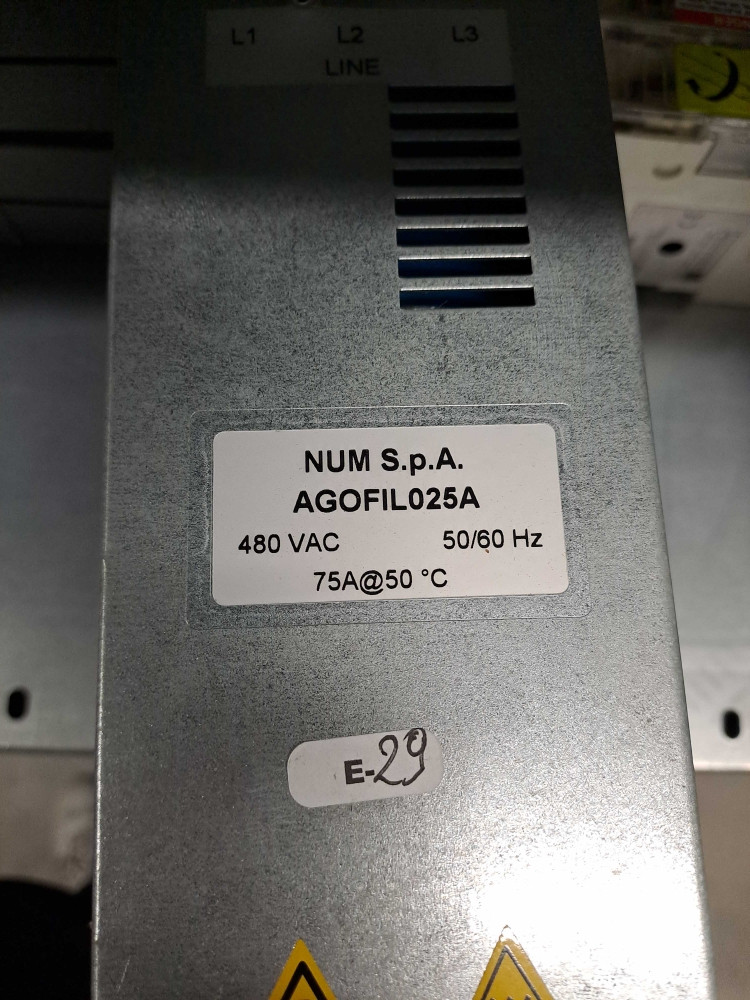 L1 L2 L3
LINE
NUM S.p.A.
AGOFIL025A
480 VAC 50/60 Hz
75A@50 °C
E-29